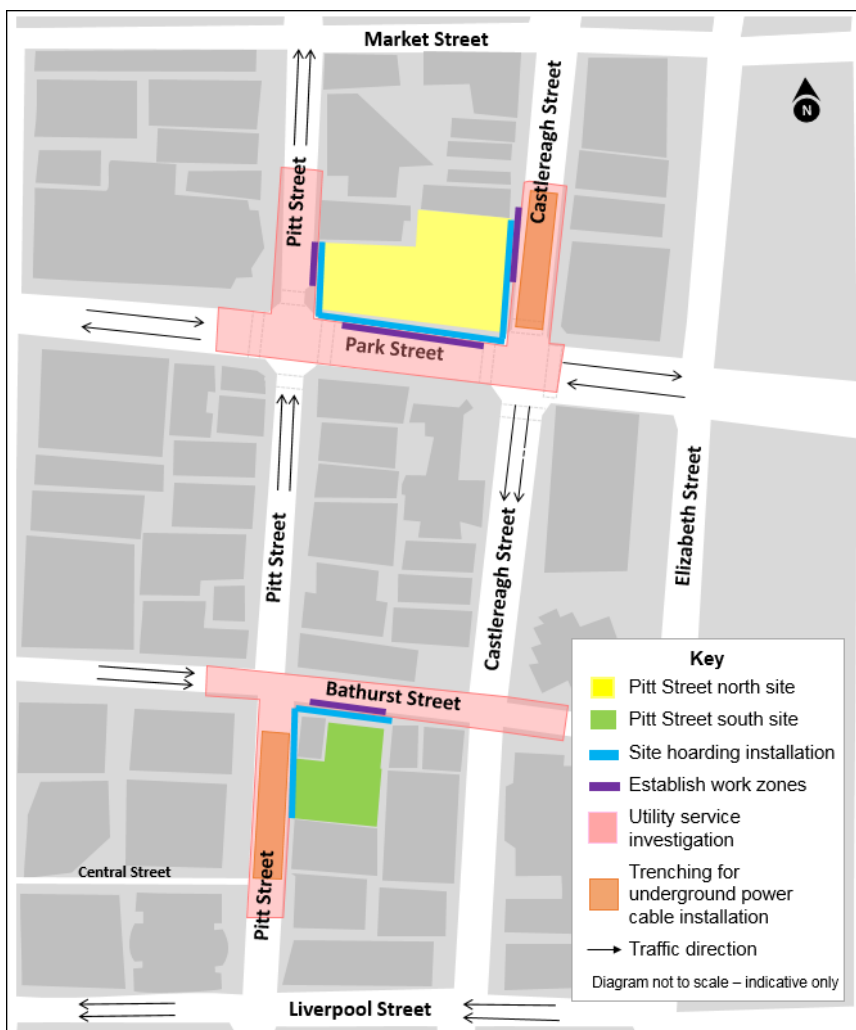 Market Street
Castlereagh Street
N
Pitt Street
Park Street
Pitt Street
Castlereagh Street
Elizabeth Street
Bathurst Street
Central Street
Pitt Street
Liverpool Street
Key
Pitt Street north site
Pitt Street south site
Site hoarding installation
Establish work zones
Utility service
investigation
Trenching for
underground power
cable installation
Traffic direction
Diagram not to scale – indicative only